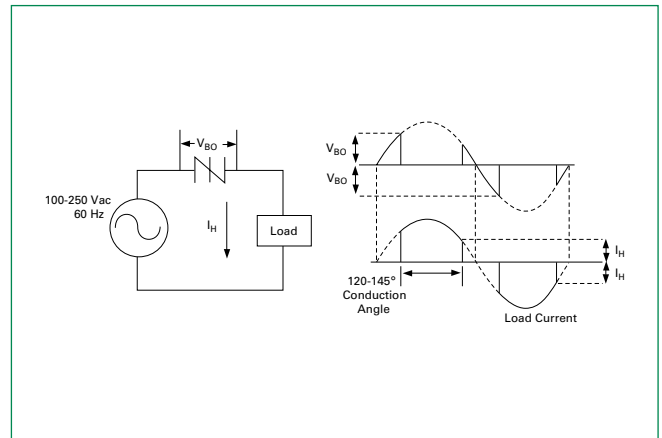 V_BO
100-250 Vac
60 Hz
I_H
Load
V_BO
V_BO
I_H
I_H
120-145°
Conduction
Angle
Load Current